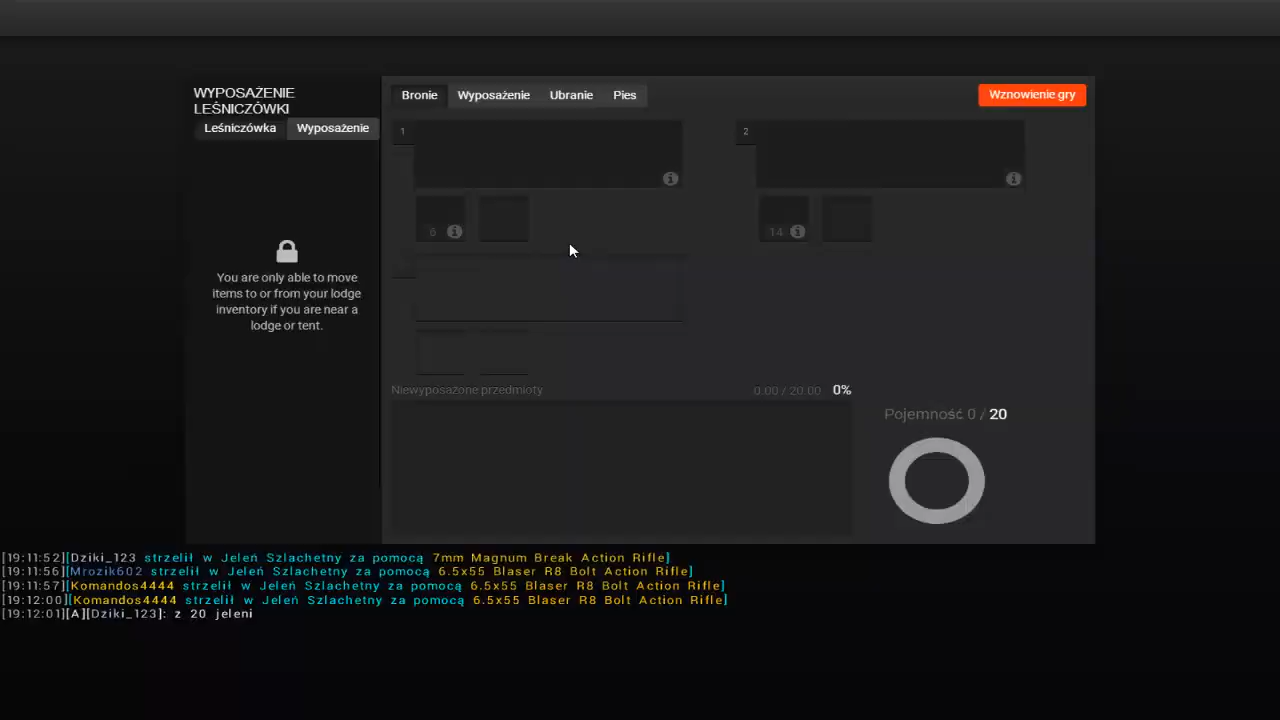 WYPOSAŻENIE
LEŚNICZÓWKI
Leśniczówka Wyposażenie
Bronie Wyposażenie Ubranie Pies
Wznowienie gry
1
2
6
14
You are only able to move
items to or from your lodge
inventory if you are near a
lodge or tent.
Niewyposażone przedmioty 0.00 / 20.00 0%
Pojemność 0 / 20
[19:11:52][Dziki_123 strzelił w Jeleń Szlachetny za pomocą 7mm Magnum Break Action Rifle]
[19:11:56][Mrozik602 strzelił w Jeleń Szlachetny za pomocą 6.5x55 Blaser R8 Bolt Action Rifle]
[19:11:57][Komandos4444 strzelił w Jeleń Szlachetny za pomocą 6.5x55 Blaser R8 Bolt Action Rifle]
[19:12:00][Komandos4444 strzelił w Jeleń Szlachetny za pomocą 6.5x55 Blaser R8 Bolt Action Rifle]
[19:12:01][A][Dziki_123]: z 20 jeleni